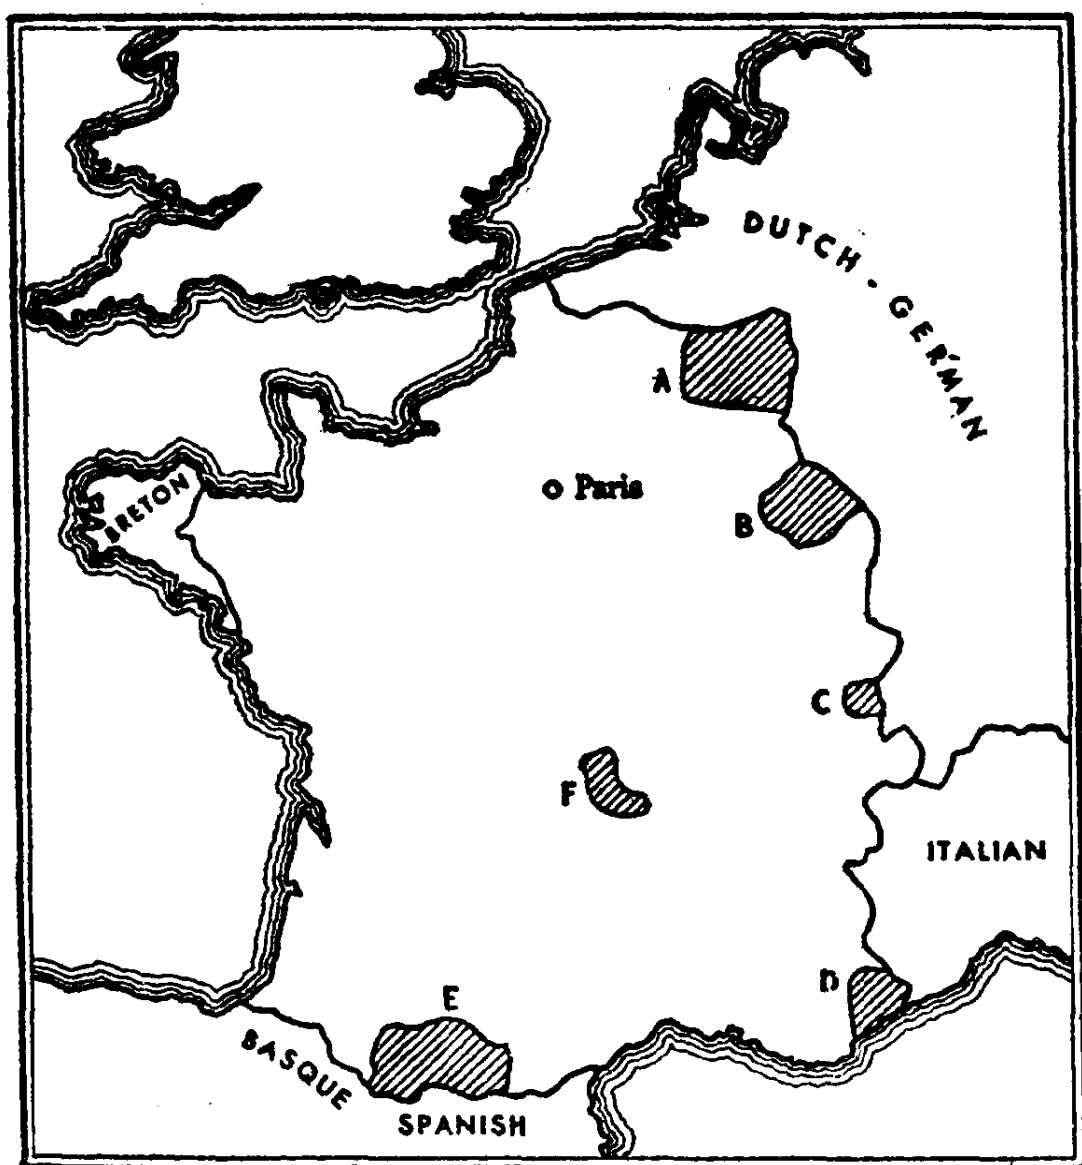 DUTCH - GERMAN
A
Paris
BRETON
B
C
F
ITALIAN
D
E
BASQUE
SPANISH